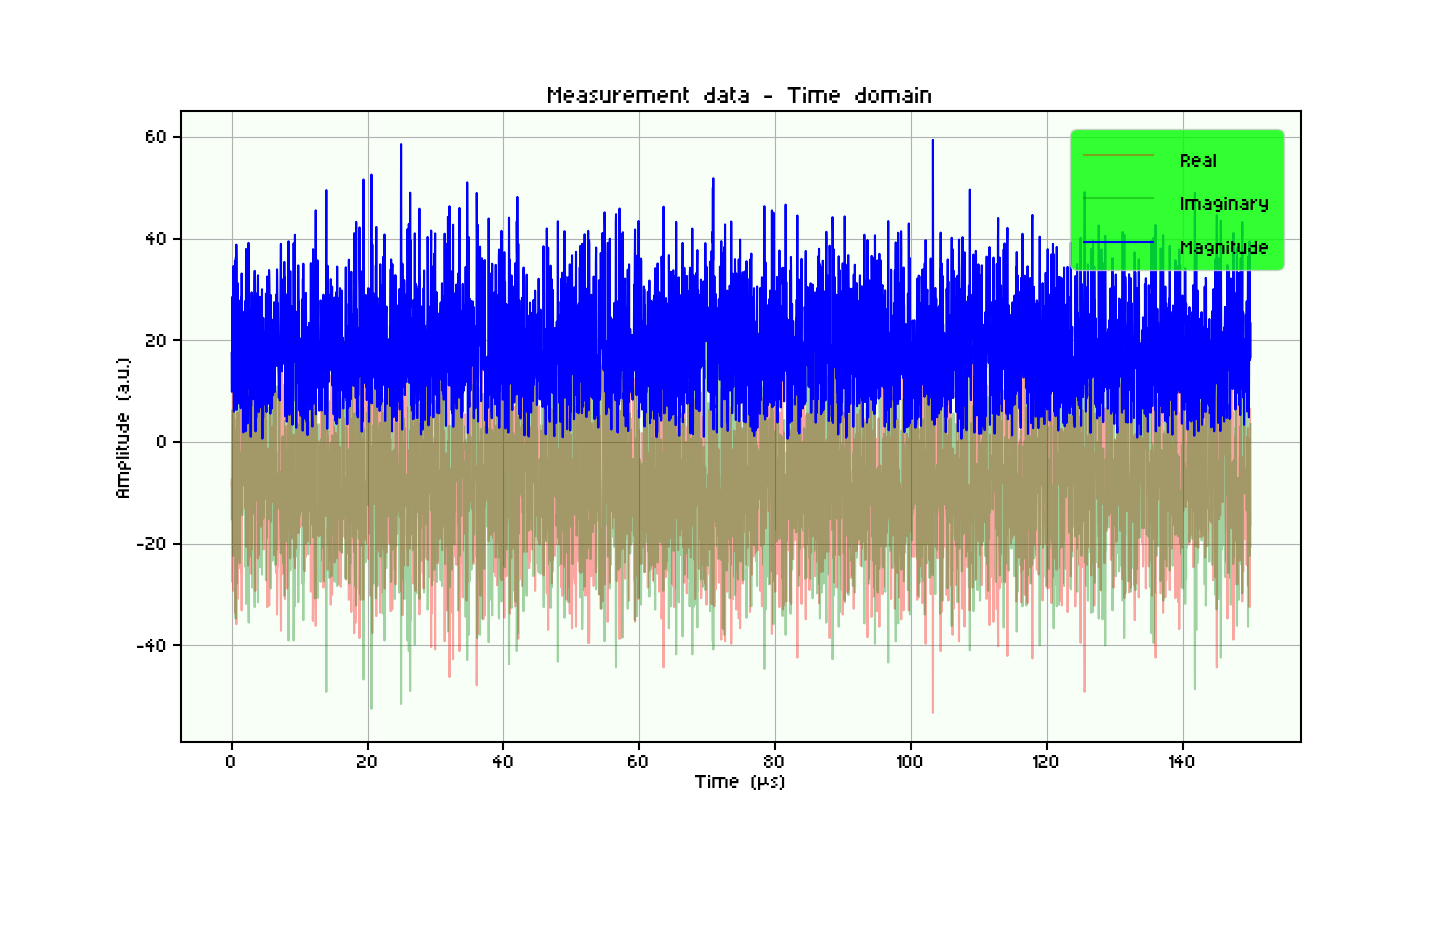 Measurement data - Time domain
60
40
20
0
-20
-40
Amplitude (a.u.)
Real
Imaginary
Magnitude
0 20 40 60 80 100 120 140
Time (µs)